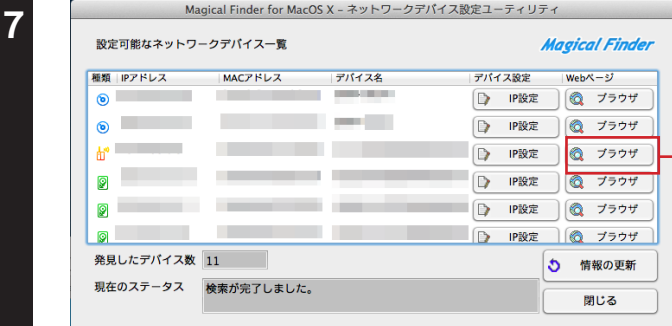 7
Magical Finder for MacOS X – ネットワークデバイス設定ユーティリティ
設定可能なネットワークデバイス一覧
Magical Finder
種類 IPアドレス MACアドレス デバイス名 デバイス設定 Webページ
IP設定 ブラウザ
IP設定 ブラウザ
IP設定 ブラウザ
IP設定 ブラウザ
IP設定 ブラウザ
IP設定 ブラウザ
発見したデバイス数 11
情報の更新
現在のステータス 検索が完了しました。
閉じる